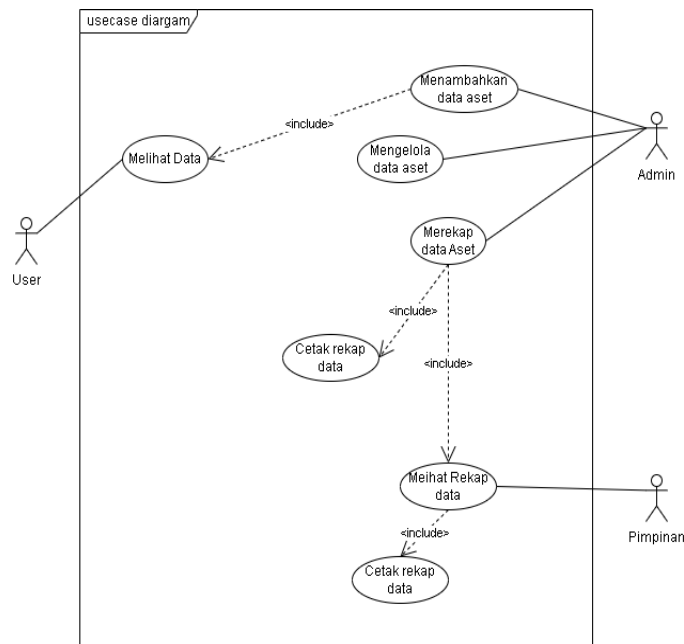 usecase diargam
Menambahkan
data aset
<include>
Melihat Data
Mengelola
data aset
Admin
Merekap
data Aset
User
<include>
Cetak rekap
data
<include>
Meihat Rekap
data
<include>
Pimpinan
Cetak rekap
data